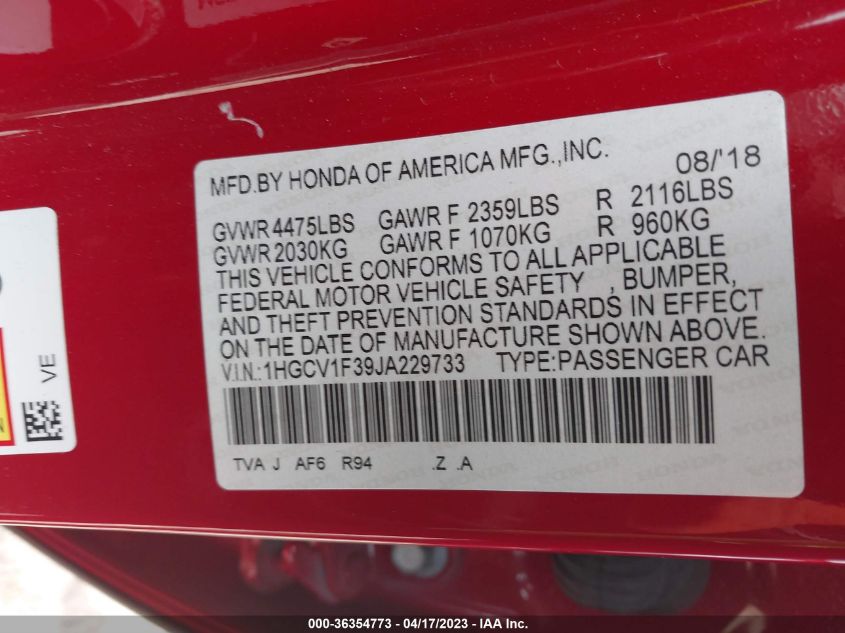 MFD.BY HONDA OF AMERICA MFG.,INC. 08/'18
GVWR 4475LBS GAWR F 2359LBS R 2116LBS
GVWR 2030KG GAWR F 1070KG R 960KG
THIS VEHICLE CONFORMS TO ALL APPLICABLE
FEDERAL MOTOR VEHICLE SAFETY , BUMPER,
AND THEFT PREVENTION STANDARDS IN EFFECT
ON THE DATE OF MANUFACTURE SHOWN ABOVE.
V.I.N.:1HGCV1F39JA229733 TYPE:PASSENGER CAR
TVA J AF6 R94 .Z .A
VE
000-36354773 - 04/17/2023 - IAA Inc.